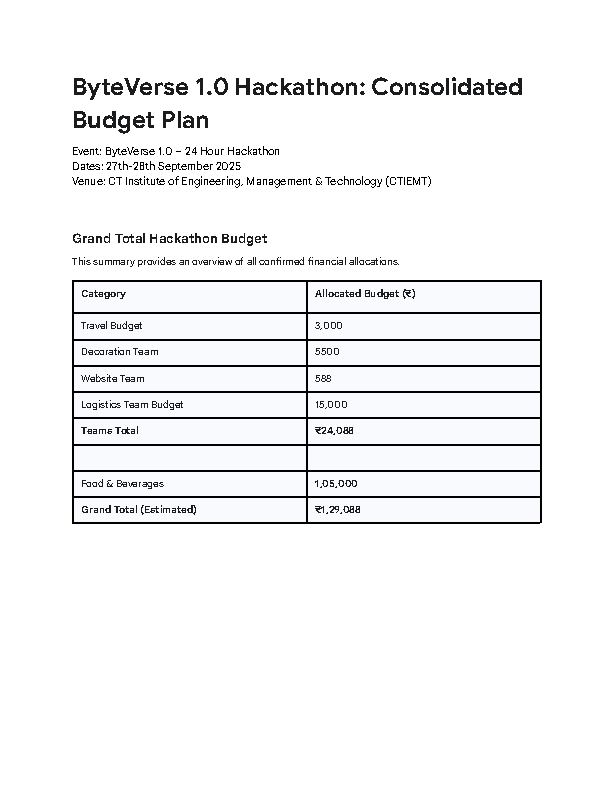 ByteVerse 1.0 Hackathon: Consolidated
Budget Plan
Event: ByteVerse 1.0 – 24 Hour Hackathon
Dates: 27th-28th September 2025
Venue: CT Institute of Engineering, Management & Technology (CTIEMT)
Grand Total Hackathon Budget
This summary provides an overview of all confirmed financial allocations.
Category Allocated Budget (₹)
Travel Budget 3,000
Decoration Team 5500
Website Team 588
Logistics Team Budget 15,000
Teams Total ₹24,088
Food & Beverages 1,05,000
Grand Total (Estimated) ₹1,29,088